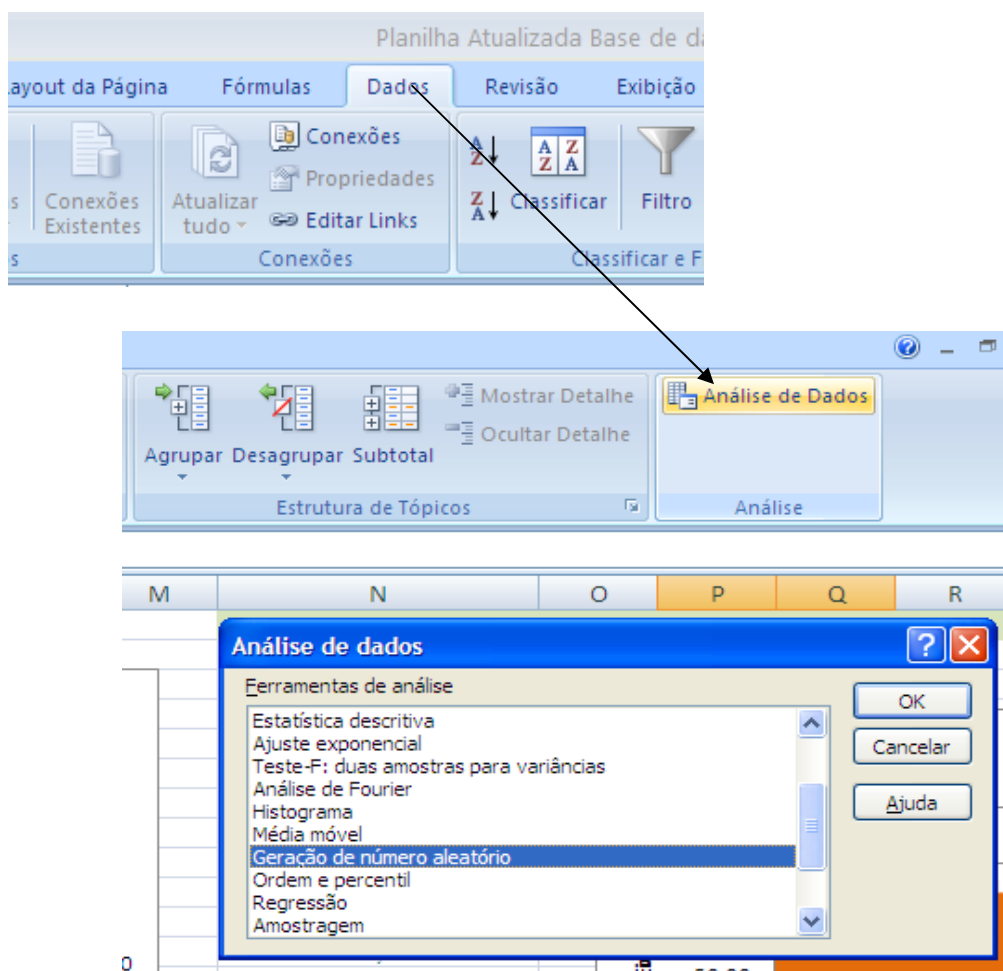 Planilha Atualizada Base de
ayout da Página Fórmulas Dados Revisão Exibição
Conexões
Propriedades
Editar Links
Conexões Existentes
Atualizar tudo
A Z
Z A
A Z
Z A
Classificar
Filtro
s
s Conexões Classificar e F
Mostrar Detalhe
Ocultar Detalhe
Análise de Dados
Agrupar Desagrupar Subtotal
Estrutura de Tópicos Análise
M N O P Q R
Análise de dados
Ferramentas de análise
Estatística descritiva
Ajuste exponencial
Teste-F: duas amostras para variâncias
Análise de Fourier
Histograma
Média móvel
Geração de número aleatório
Ordem e percentil
Regressão
Amostragem
OK
Cancelar
Ajuda